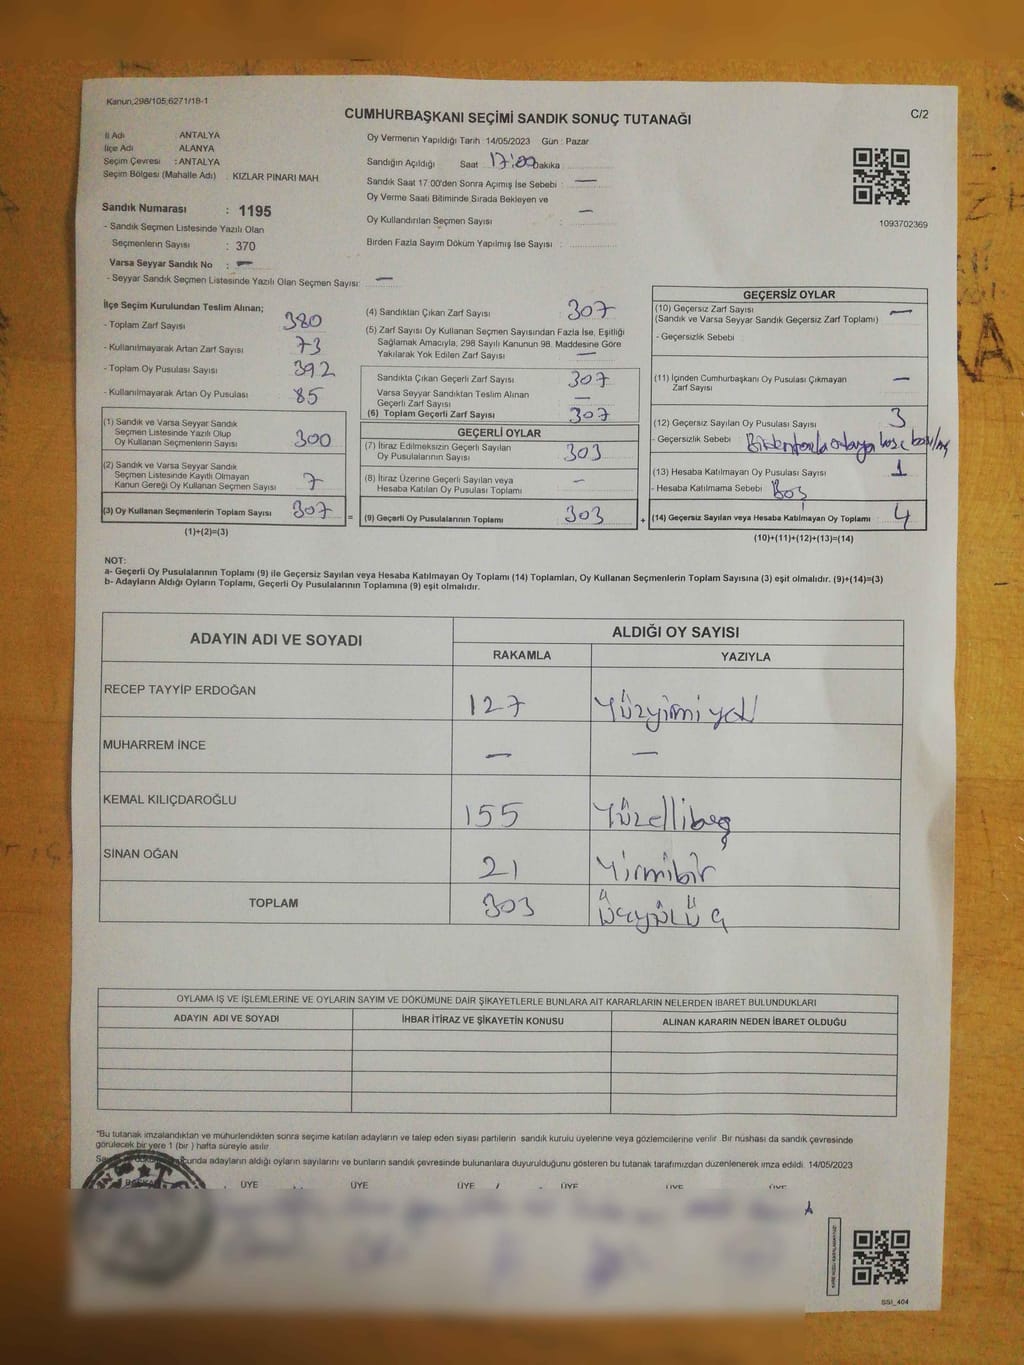 Kanun,298/105,6271/18-1
CUMHURBAŞKANI SEÇİMİ SANDIK SONUÇ TUTANAĞI
C/2
İl Adı : ANTALYA
İlçe Adı : ALANYA
Seçim Çevresi : ANTALYA
Seçim Bölgesi (Mahalle Adı) : KIZLAR PINARI MAH
Sandık Numarası : 1195
- Sandık Seçmen Listesinde Yazılı Olan
Seçmenlerin Sayısı : 370
Varsa Seyyar Sandık No : —
- Seyyar Sandık Seçmen Listesinde Yazılı Olan Seçmen Sayısı: —
Oy Vermenin Yapıldığı Tarih : 14/05/2023 Gün : Pazar
Sandığın Açıldığı Saat 17:00 Dakika
Sandık Saat 17:00'den Sonra Açımış İse Sebebi : —
Oy Verme Saati Bitiminde Sırada Bekleyen ve
Oy Kullandırılan Seçmen Sayısı : —
Birden Fazla Sayım Döküm Yapılmış İse Sayısı :
1093702369
İlçe Seçim Kurulundan Teslim Alınan;
- Toplam Zarf Sayısı 380
- Kullanılmayarak Artan Zarf Sayısı 73
- Toplam Oy Pusulası Sayısı 392
- Kullanılmayarak Artan Oy Pusulası 85
(1) Sandık ve Varsa Seyyar Sandık
Seçmen Listesinde Yazılı Olup
Oy Kullanan Seçmenlerin Sayısı 300
(2) Sandık ve Varsa Seyyar Sandık
Seçmen Listesinde Kayıtlı Olmayan
Kanun Gereği Oy Kullanan Seçmen Sayısı 7
(3) Oy Kullanan Seçmenlerin Toplam Sayısı 307
(1)+(2)=(3)
=
(4) Sandıktan Çıkan Zarf Sayısı 307
(5) Zarf Sayısı Oy Kullanan Seçmen Sayısından Fazla İse, Eşitliği
Sağlamak Amacıyla, 298 Sayılı Kanunun 98. Maddesine Göre
Yakılarak Yok Edilen Zarf Sayısı —
Sandıkta Çıkan Geçerli Zarf Sayısı 307
Varsa Seyyar Sandıktan Teslim Alınan
Geçerli Zarf Sayısı —
(6) Toplam Geçerli Zarf Sayısı 307
GEÇERLİ OYLAR
(7) İtiraz Edilmeksizin Geçerli Sayılan
Oy Pusulalarının Sayısı 303
(8) İtiraz Üzerine Geçerli Sayılan veya
Hesaba Katılan Oy Pusulası Toplamı —
(9) Geçerli Oy Pusulalarının Toplamı 303
+
GEÇERSİZ OYLAR
(10) Geçersiz Zarf Sayısı —
(Sandık ve Varsa Seyyar Sandık Geçersiz Zarf Toplamı)
- Geçersizlik Sebebi
(11) İçinden Cumhurbaşkanı Oy Pusulası Çıkmayan
Zarf Sayısı —
(12) Geçersiz Sayılan Oy Pusulası Sayısı 3
- Geçersizlik Sebebi
(13) Hesaba Katılmayan Oy Pusulası Sayısı 1
- Hesaba Katılmama Sebebi Boş
(14) Geçersiz Sayılan veya Hesaba Katılmayan Oy Toplamı 4
(10)+(11)+(12)+(13)=(14)
NOT:
a- Geçerli Oy Pusulalarının Toplamı (9) ile Geçersiz Sayılan veya Hesaba Katılmayan Oy Toplamı (14) Toplamları, Oy Kullanan Seçmenlerin Toplam Sayısına (3) eşit olmalıdır. (9)+(14)=(3)
b- Adayların Aldığı Oyların Toplamı, Geçerli Oy Pusulalarının Toplamına (9) eşit olmalıdır.
ADAYIN ADI VE SOYADI
ALDIĞI OY SAYISI
RAKAMLA YAZIYLA
RECEP TAYYİP ERDOĞAN 127 Yüzyirmiyedi
MUHARREM İNCE — —
KEMAL KILIÇDAROĞLU 155 Yüzellibeş
SİNAN OĞAN 21 Yirmibir
TOPLAM 303 Üçyüzüç
OYLAMA İŞ VE İŞLEMLERİNE VE OYLARIN SAYIM VE DÖKÜMÜNE DAİR ŞİKAYETLERLE BUNLARA AİT KARARLARIN NELERDEN İBARET BULUNDUKLARI
ADAYIN ADI VE SOYADI İHBAR İTİRAZ VE ŞİKAYETİN KONUSU ALINAN KARARIN NEDEN İBARET OLDUĞU
*Bu tutanak imzalandıktan ve mühürlendikten sonra seçime katılan adayların ve talep eden siyasi partilerin sandık kurulu üyelerine veya gözlemcilerine verilir. Bir nüshası da sandık çevresinde
görülecek bir yere 1 (bir ) hafta süreyle asılır.
adayların aldığı oyların sayılarını ve bunların sandık çevresinde bulunanlara duyurulduğunu gösteren bu tutanak tarafımızdan düzenlenerek imza edildi. 14/05/2023
BAŞKAN ÜYE ÜYE ÜYE ÜYE ÜYE ÜYE
SSI_404